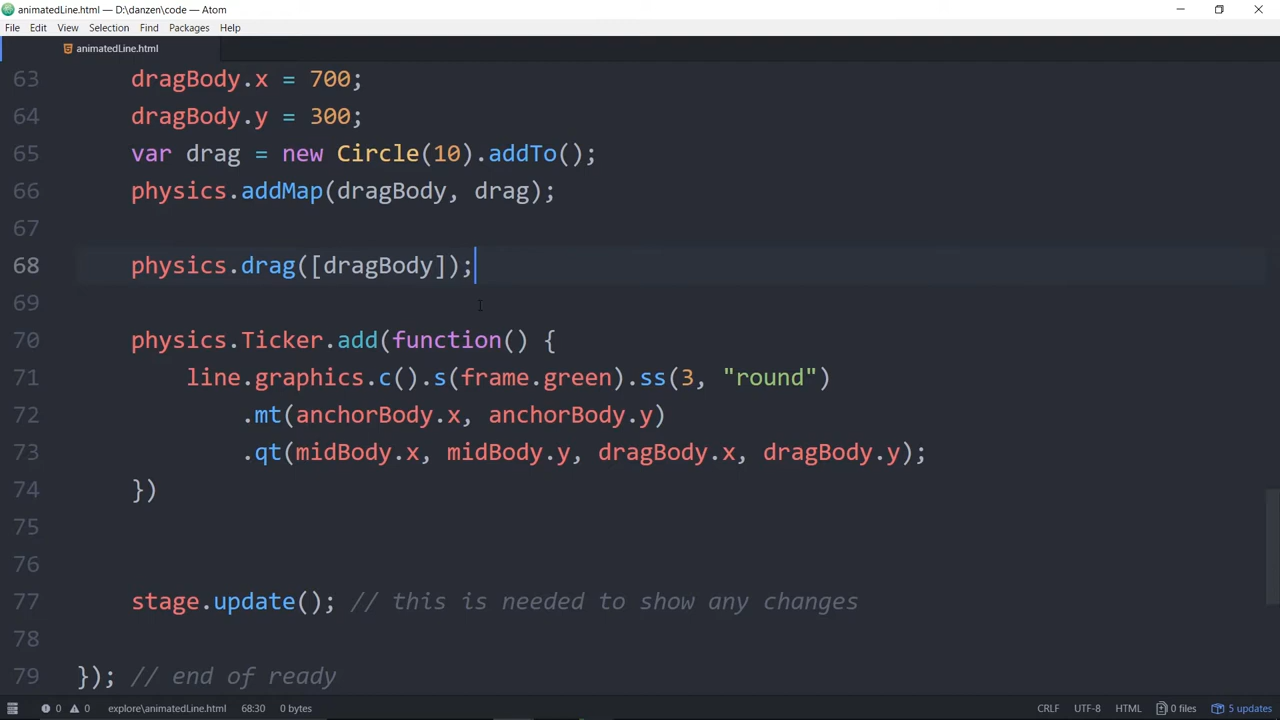 animatedLine.html — D:\danzen\code — Atom
File Edit View Selection Find Packages Help
animatedLine.html
63 dragBody.x = 700;
64 dragBody.y = 300;
65 var drag = new Circle(10).addTo();
66 physics.addMap(dragBody, drag);
67
68 physics.drag([dragBody]);
69
70 physics.Ticker.add(function() {
71 line.graphics.c().s(frame.green).ss(3, "round")
72 .mt(anchorBody.x, anchorBody.y)
73 .qt(midBody.x, midBody.y, dragBody.x, dragBody.y);
74 })
75
76
77 stage.update(); // this is needed to show any changes
78
79 }); // end of ready
0 0 explore\animatedLine.html 68:30 0 bytes CRLF UTF-8 HTML 0 files 5 updates